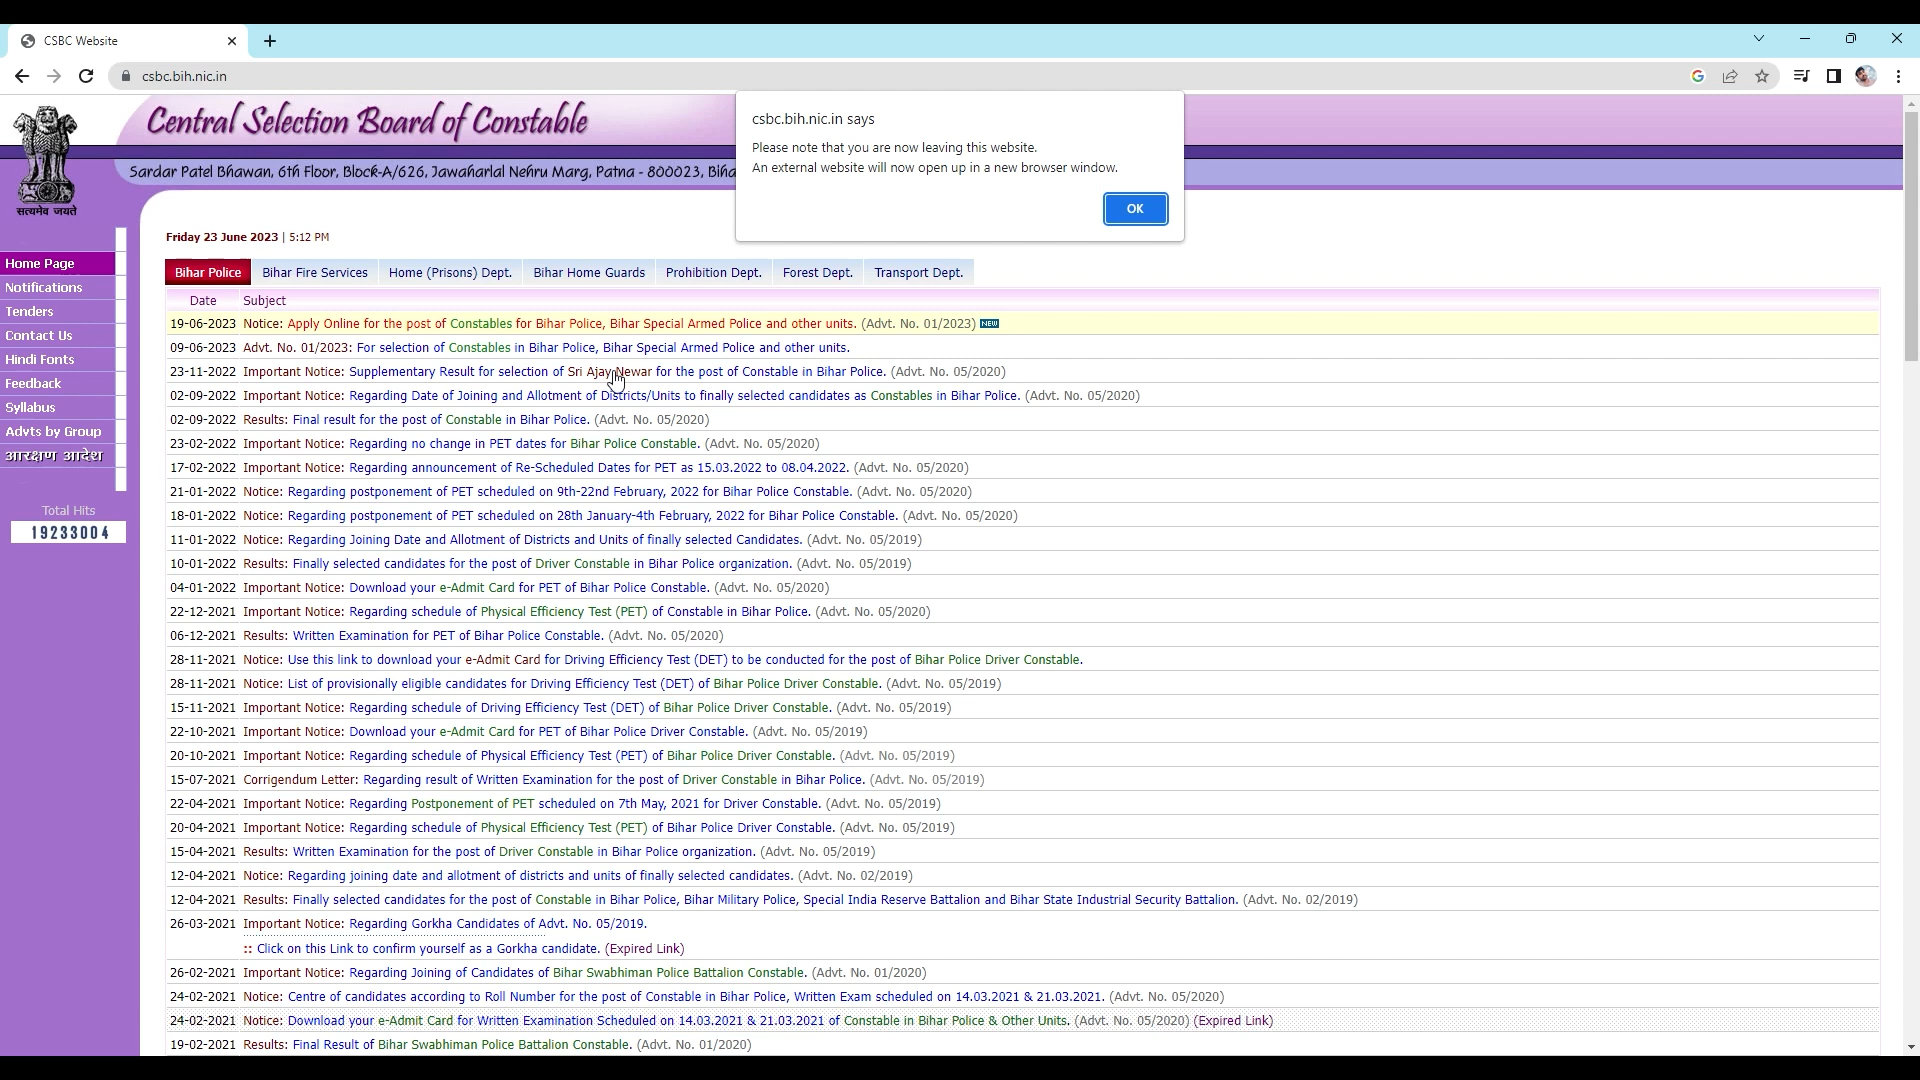 CSBC Website
csbc.bih.nic.in
Central Selection Board of Constable
Sardar Patel Bhawan, 6th Floor, Block-A/626, Jawaharlal Nehru Marg, Patna - 800023, Biha
csbc.bih.nic.in says
Please note that you are now leaving this website.
An external website will now open up in a new browser window.
OK
सत्यमेव जयते
Home Page
Notifications
Tenders
Contact Us
Hindi Fonts
Feedback
Syllabus
Advts by Group
आरक्षण आदेश
Total Hits
19233004
Friday 23 June 2023 | 5:12 PM
Bihar Police Bihar Fire Services Home (Prisons) Dept. Bihar Home Guards Prohibition Dept. Forest Dept. Transport Dept.
Date Subject
19-06-2023 Notice: Apply Online for the post of Constables for Bihar Police, Bihar Special Armed Police and other units. (Advt. No. 01/2023) NEW
09-06-2023 Advt. No. 01/2023: For selection of Constables in Bihar Police, Bihar Special Armed Police and other units.
23-11-2022 Important Notice: Supplementary Result for selection of Sri Ajay Newar for the post of Constable in Bihar Police. (Advt. No. 05/2020)
02-09-2022 Important Notice: Regarding Date of Joining and Allotment of Districts/Units to finally selected candidates as Constables in Bihar Police. (Advt. No. 05/2020)
02-09-2022 Results: Final result for the post of Constable in Bihar Police. (Advt. No. 05/2020)
23-02-2022 Important Notice: Regarding no change in PET dates for Bihar Police Constable. (Advt. No. 05/2020)
17-02-2022 Important Notice: Regarding announcement of Re-Scheduled Dates for PET as 15.03.2022 to 08.04.2022. (Advt. No. 05/2020)
21-01-2022 Notice: Regarding postponement of PET scheduled on 9th-22nd February, 2022 for Bihar Police Constable. (Advt. No. 05/2020)
18-01-2022 Notice: Regarding postponement of PET scheduled on 28th January-4th February, 2022 for Bihar Police Constable. (Advt. No. 05/2020)
11-01-2022 Notice: Regarding Joining Date and Allotment of Districts and Units of finally selected Candidates. (Advt. No. 05/2019)
10-01-2022 Results: Finally selected candidates for the post of Driver Constable in Bihar Police organization. (Advt. No. 05/2019)
04-01-2022 Important Notice: Download your e-Admit Card for PET of Bihar Police Constable. (Advt. No. 05/2020)
22-12-2021 Important Notice: Regarding schedule of Physical Efficiency Test (PET) of Constable in Bihar Police. (Advt. No. 05/2020)
06-12-2021 Results: Written Examination for PET of Bihar Police Constable. (Advt. No. 05/2020)
28-11-2021 Notice: Use this link to download your e-Admit Card for Driving Efficiency Test (DET) to be conducted for the post of Bihar Police Driver Constable.
28-11-2021 Notice: List of provisionally eligible candidates for Driving Efficiency Test (DET) of Bihar Police Driver Constable. (Advt. No. 05/2019)
15-11-2021 Important Notice: Regarding schedule of Driving Efficiency Test (DET) of Bihar Police Driver Constable. (Advt. No. 05/2019)
22-10-2021 Important Notice: Download your e-Admit Card for PET of Bihar Police Driver Constable. (Advt. No. 05/2019)
20-10-2021 Important Notice: Regarding schedule of Physical Efficiency Test (PET) of Bihar Police Driver Constable. (Advt. No. 05/2019)
15-07-2021 Corrigendum Letter: Regarding result of Written Examination for the post of Driver Constable in Bihar Police. (Advt. No. 05/2019)
22-04-2021 Important Notice: Regarding Postponement of PET scheduled on 7th May, 2021 for Driver Constable. (Advt. No. 05/2019)
20-04-2021 Important Notice: Regarding schedule of Physical Efficiency Test (PET) of Bihar Police Driver Constable. (Advt. No. 05/2019)
15-04-2021 Results: Written Examination for the post of Driver Constable in Bihar Police organization. (Advt. No. 05/2019)
12-04-2021 Notice: Regarding joining date and allotment of districts and units of finally selected candidates. (Advt. No. 02/2019)
12-04-2021 Results: Finally selected candidates for the post of Constable in Bihar Police, Bihar Military Police, Special India Reserve Battalion and Bihar State Industrial Security Battalion. (Advt. No. 02/2019)
26-03-2021 Important Notice: Regarding Gorkha Candidates of Advt. No. 05/2019.
:: Click on this Link to confirm yourself as a Gorkha candidate. (Expired Link)
26-02-2021 Important Notice: Regarding Joining of Candidates of Bihar Swabhiman Police Battalion Constable. (Advt. No. 01/2020)
24-02-2021 Notice: Centre of candidates according to Roll Number for the post of Constable in Bihar Police, Written Exam scheduled on 14.03.2021 & 21.03.2021. (Advt. No. 05/2020)
24-02-2021 Notice: Download your e-Admit Card for Written Examination Scheduled on 14.03.2021 & 21.03.2021 of Constable in Bihar Police & Other Units. (Advt. No. 05/2020) (Expired Link)
19-02-2021 Results: Final Result of Bihar Swabhiman Police Battalion Constable. (Advt. No. 01/2020)